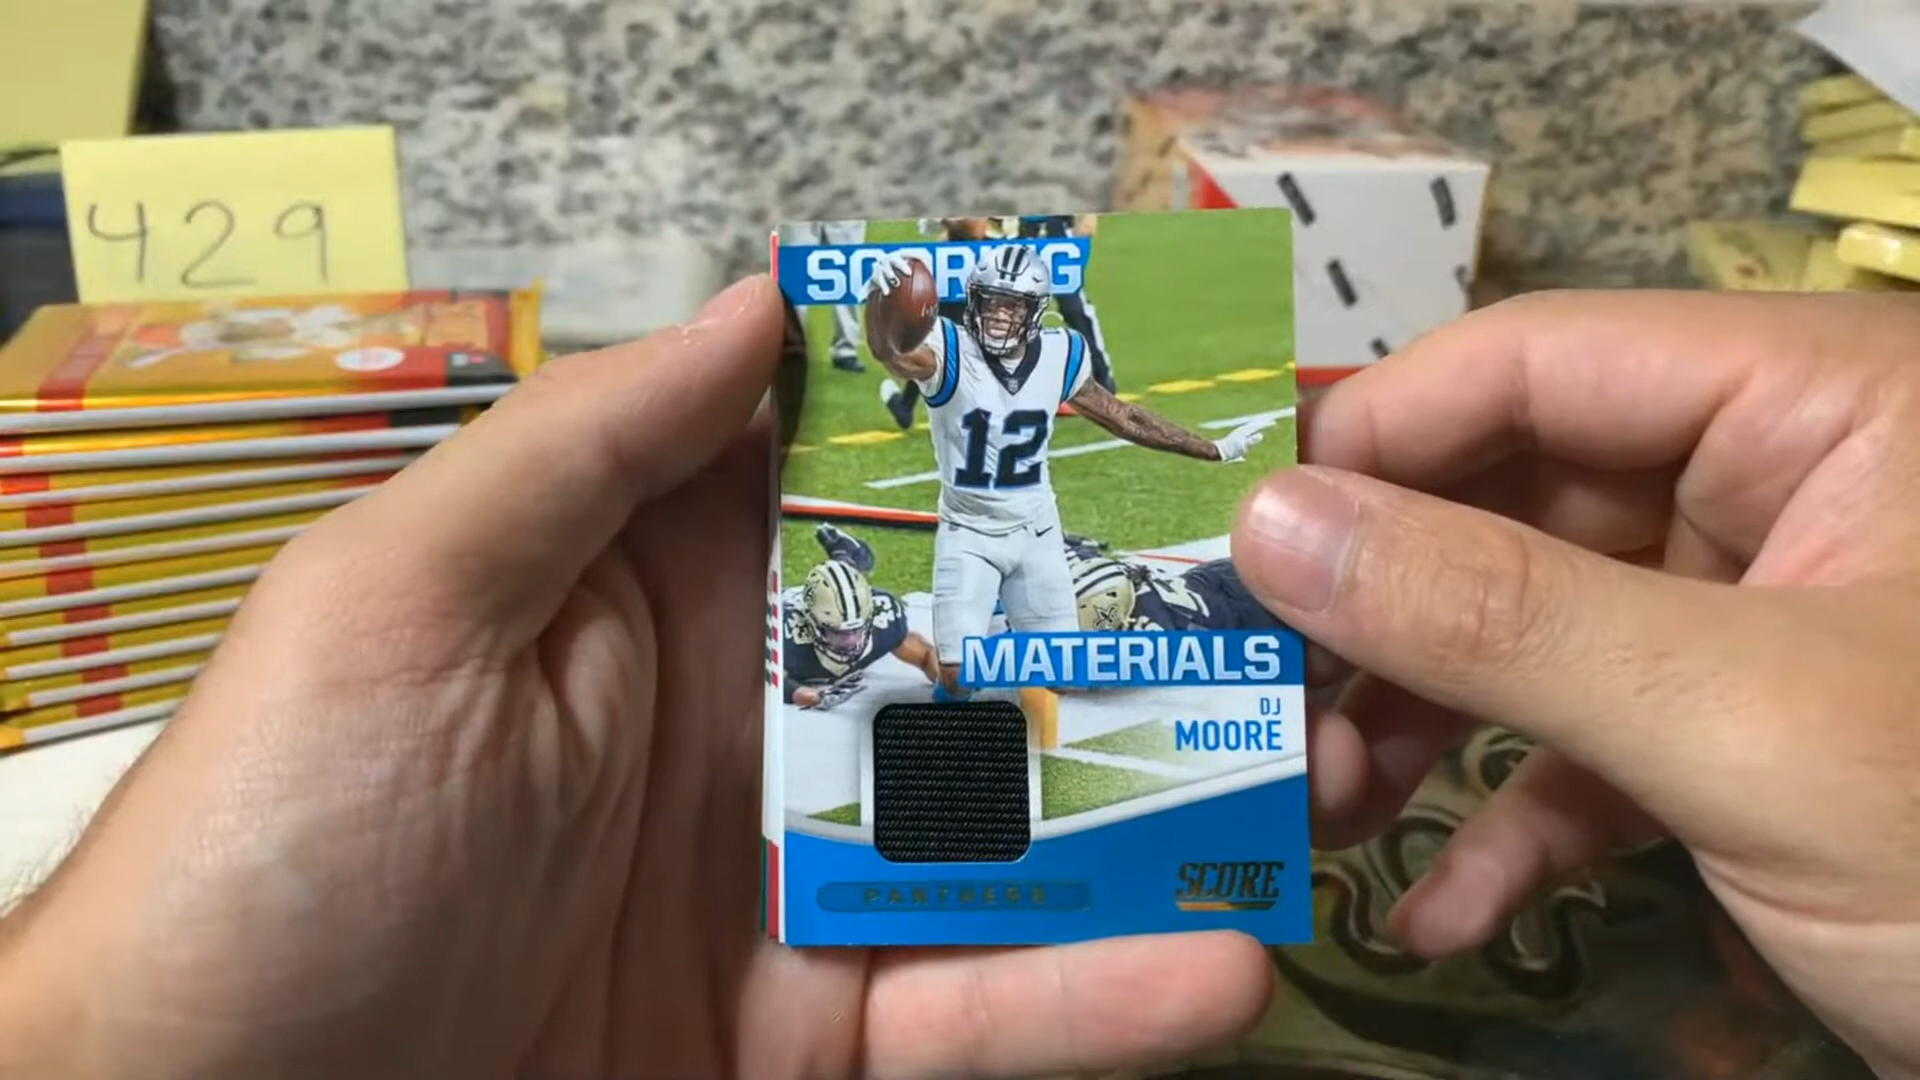 429
SCORING
12
MATERIALS
DJ
MOORE
PANTHERS
SCORE